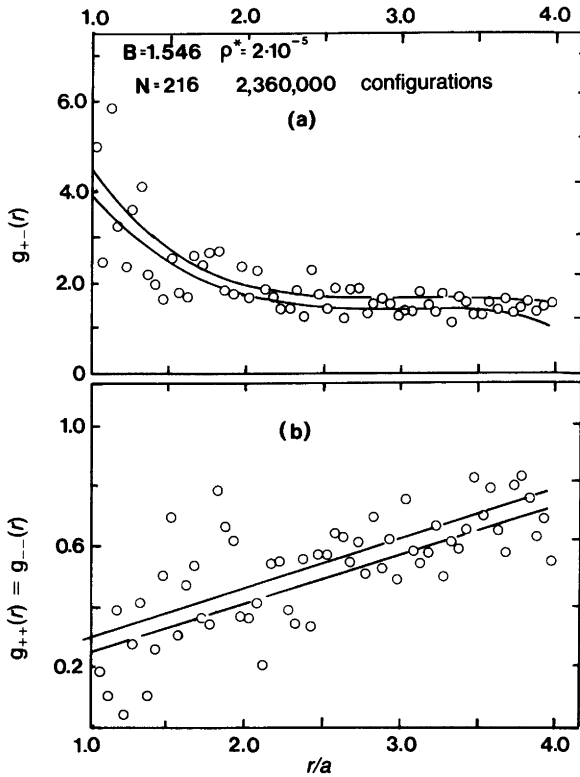 1.0 2.0 3.0 4.0
B=1.546 ρ*=2·10⁻⁵
N=216 2,360,000 configurations
(a)
6.0
4.0
2.0
0
g₊₋(r)
(b)
1.0
0.6
0.2
g₊₊(r) = g₋₋(r)
1.0 2.0 3.0 4.0
r/a